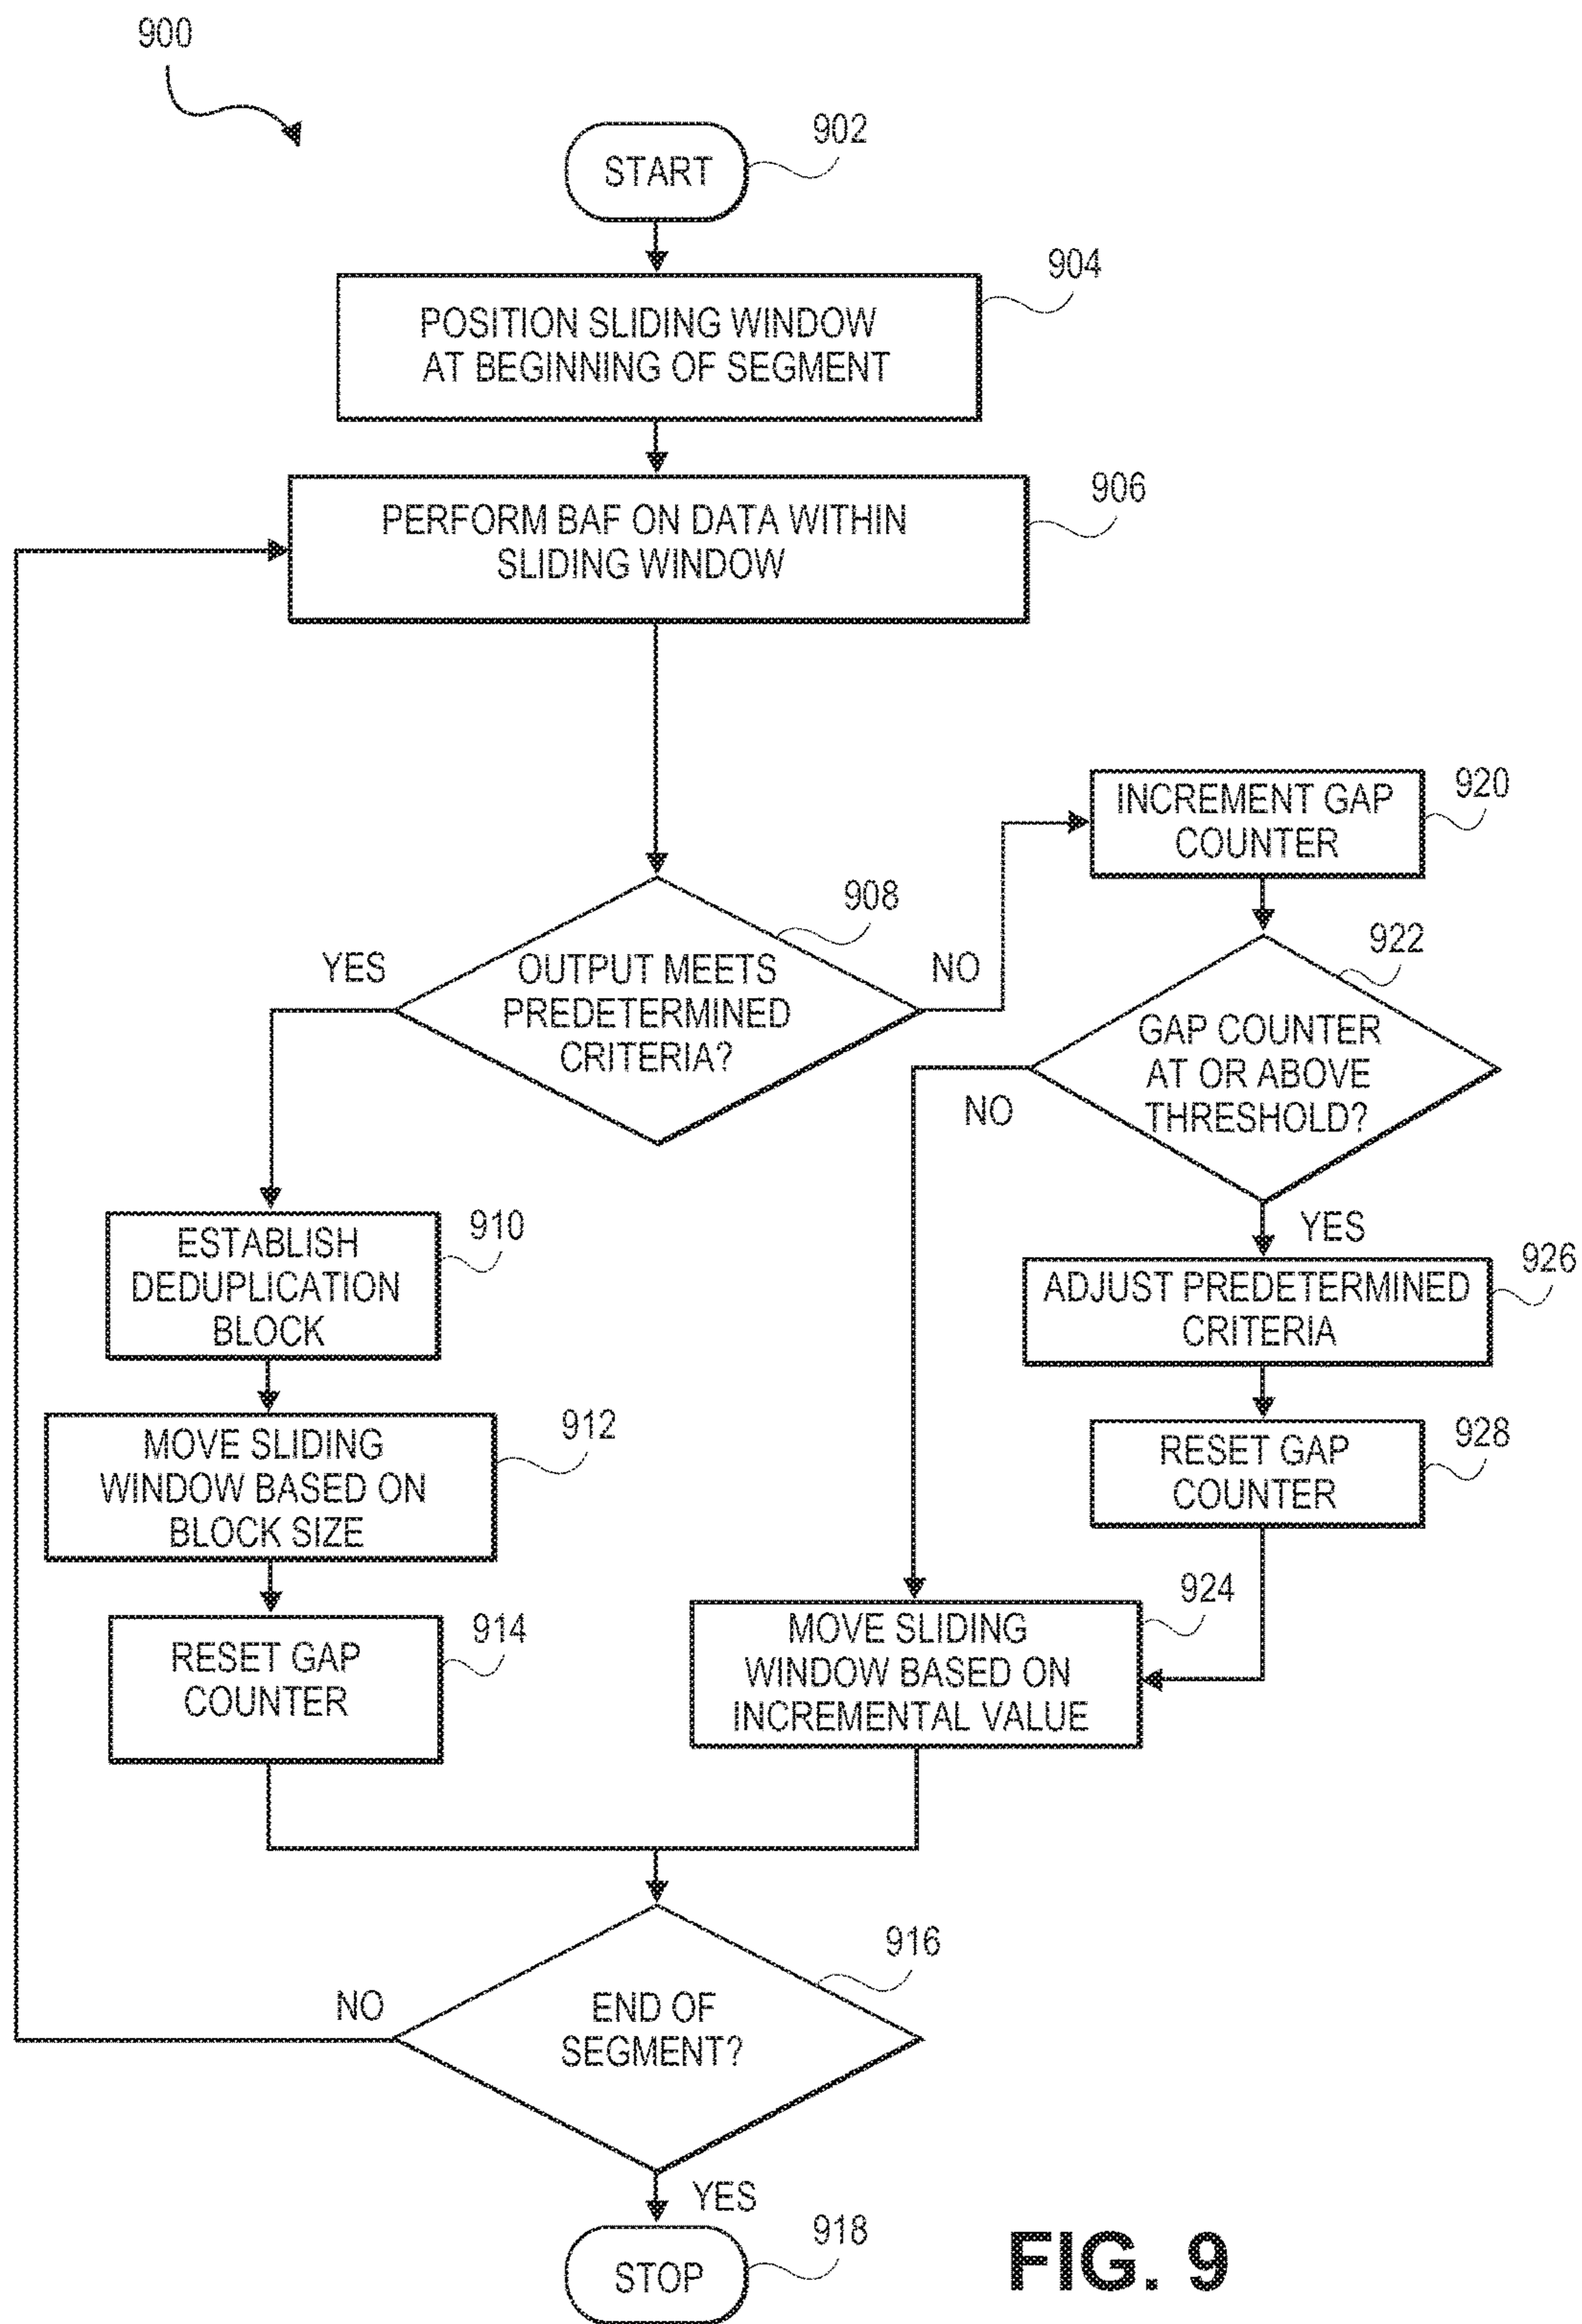 900
902
START
904
POSITION SLIDING WINDOW
AT BEGINNING OF SEGMENT
906
PERFORM BAF ON DATA WITHIN
SLIDING WINDOW
920
INCREMENT GAP
COUNTER
908
YES
OUTPUT MEETS
PREDETERMINED
CRITERIA?
NO
922
GAP COUNTER
AT OR ABOVE
THRESHOLD?
NO
YES
910
ESTABLISH
DEDUPLICATION
BLOCK
926
ADJUST PREDETERMINED
CRITERIA
912
MOVE SLIDING
WINDOW BASED ON
BLOCK SIZE
928
RESET GAP
COUNTER
914
RESET GAP
COUNTER
924
MOVE SLIDING
WINDOW BASED ON
INCREMENTAL VALUE
916
NO
END OF
SEGMENT?
YES
918
STOP
FIG. 9